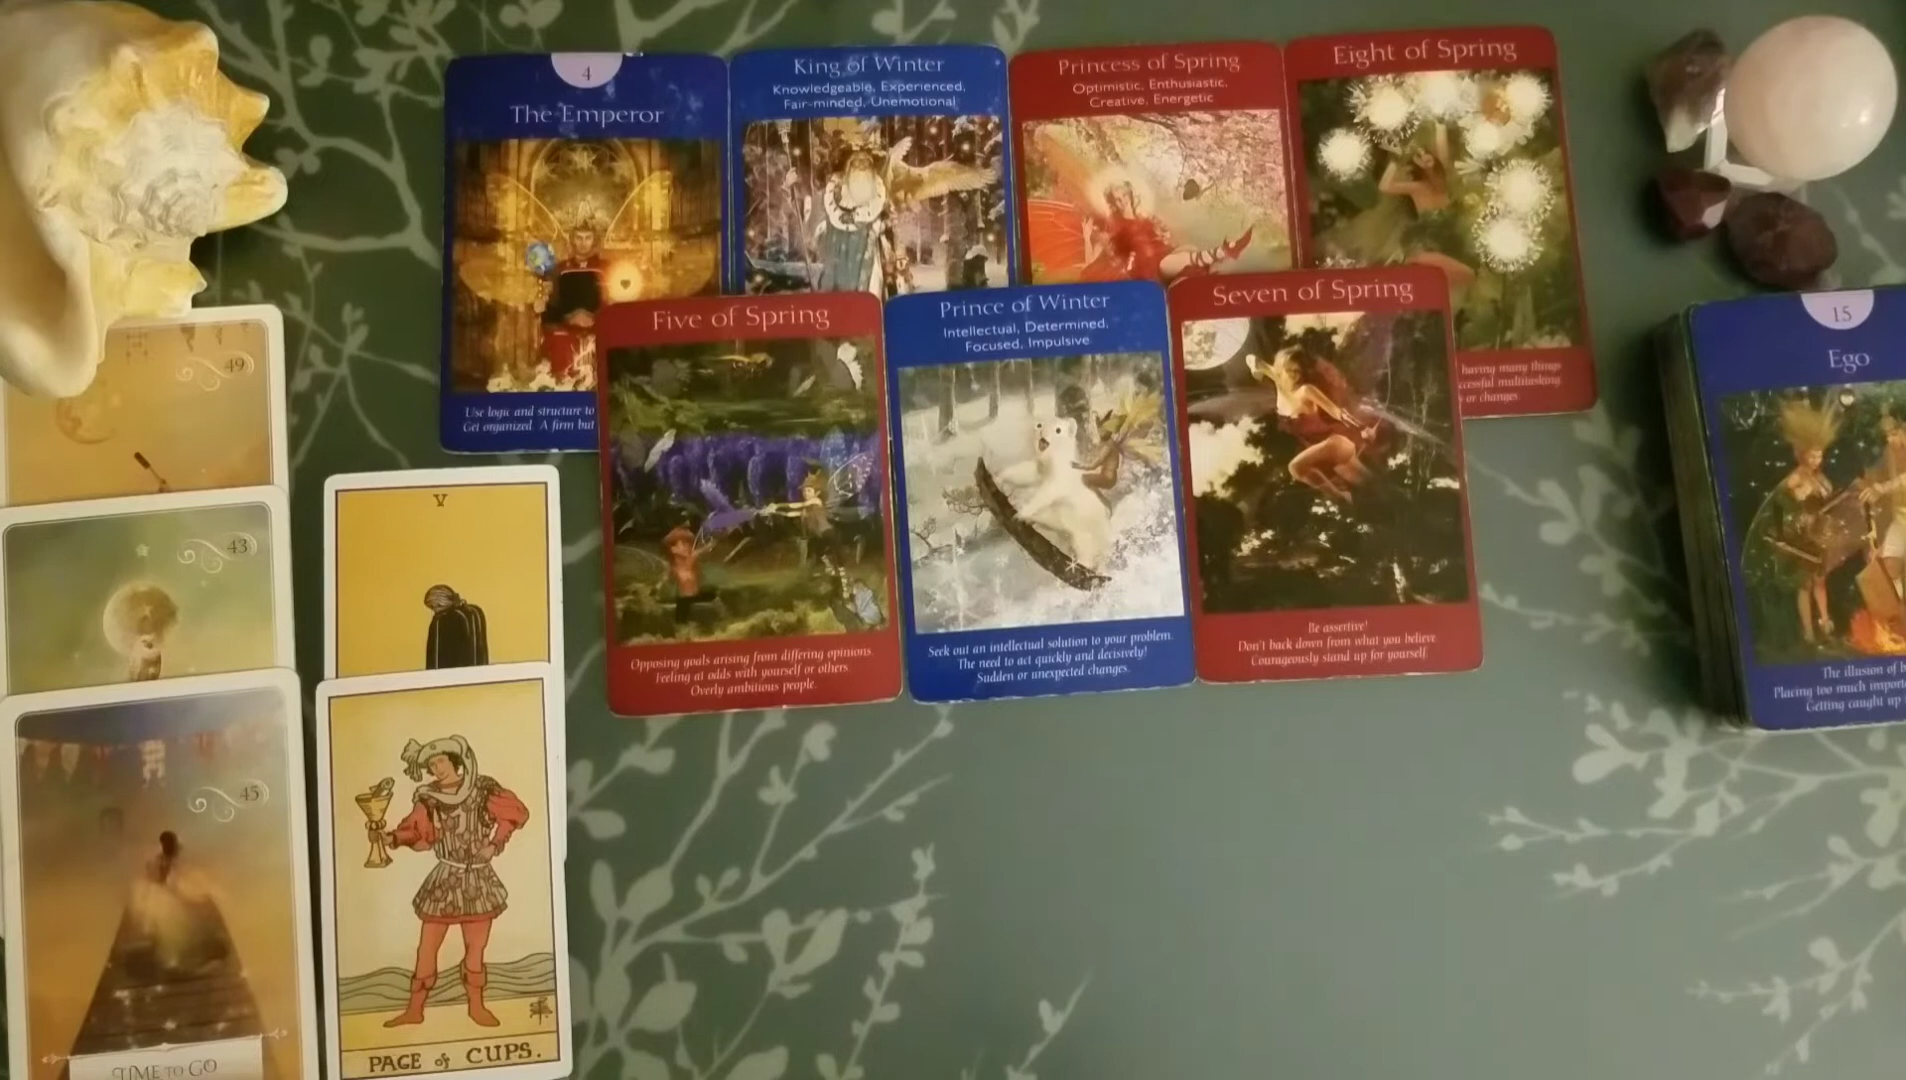 4
The Emperor
Use logic and structure to
Get organized. A firm but
King of Winter
Knowledgeable, Experienced,
Fair-minded, Unemotional
Princess of Spring
Optimistic, Enthusiastic,
Creative, Energetic
Eight of Spring
having many things
ccessful multitasking.
or changes
Five of Spring
Opposing goals arising from differing opinions.
Feeling at odds with yourself or others.
Overly ambitious people.
Prince of Winter
Intellectual, Determined,
Focused, Impulsive
Seek out an intellectual solution to your problem.
The need to act quickly and decisively!
Sudden or unexpected changes.
Seven of Spring
Be assertive!
Don't back down from what you believe
Courageously stand up for yourself
15
Ego
The illusion of b
Placing too much import
Getting caught up
49
43
45
TIME TO GO
V
PAGE of CUPS.